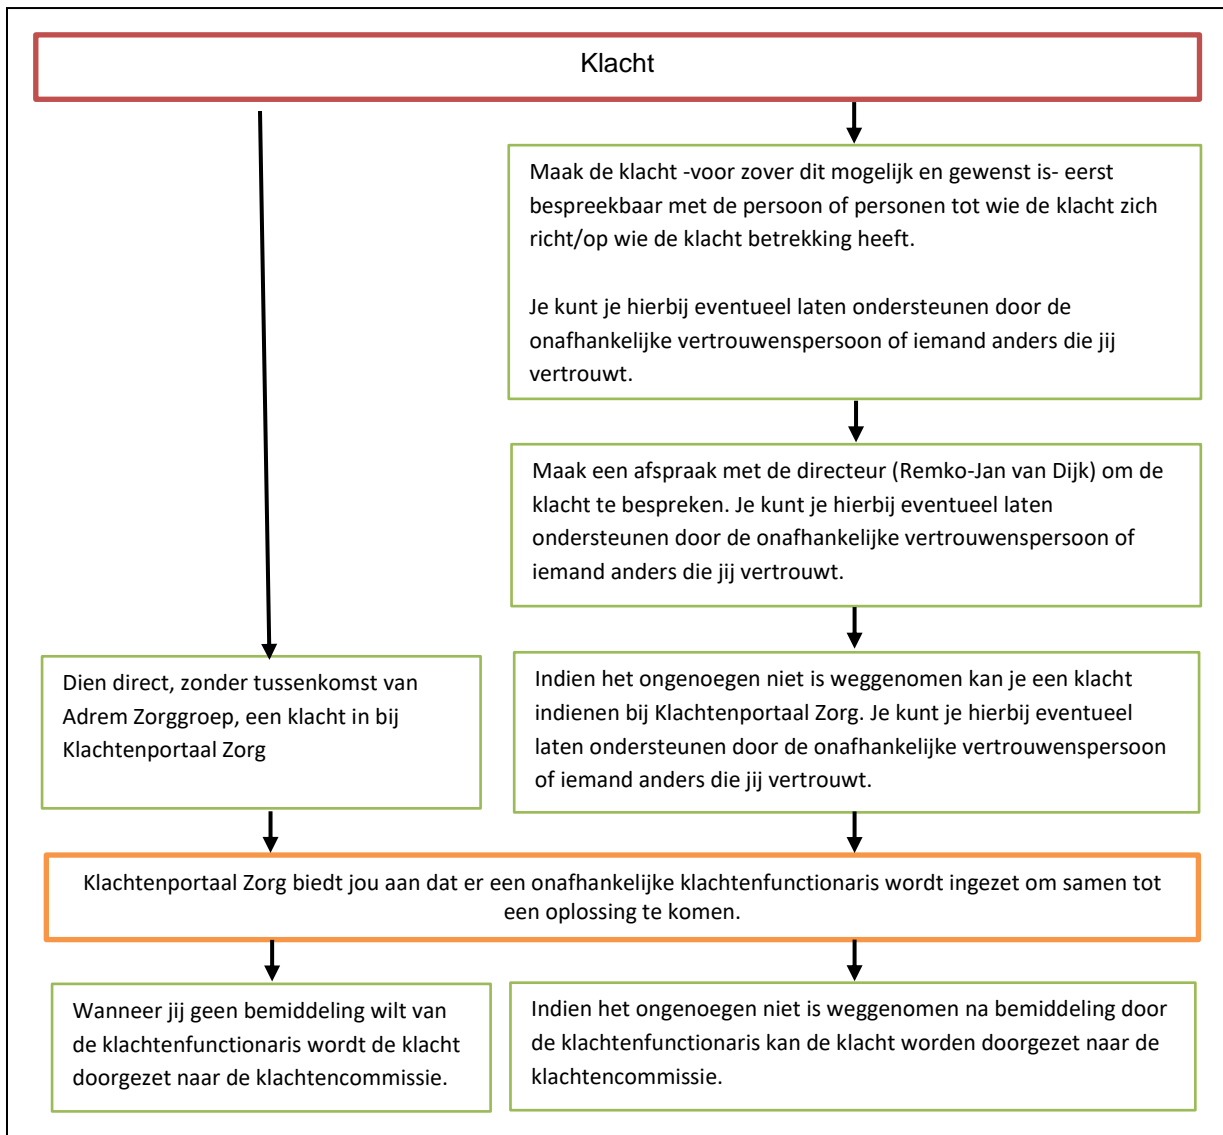 Klacht
Maak de klacht -voor zover dit mogelijk en gewenst is- eerst
bespreekbaar met de persoon of personen tot wie de klacht zich
richt/op wie de klacht betrekking heeft.
Je kunt je hierbij eventueel laten ondersteunen door de
onafhankelijke vertrouwenspersoon of iemand anders die jij
vertrouwt.
Maak een afspraak met de directeur (Remko-Jan van Dijk) om de
klacht te bespreken. Je kunt je hierbij eventueel laten
ondersteunen door de onafhankelijke vertrouwenspersoon of
iemand anders die jij vertrouwt.
Dien direct, zonder tussenkomst van
Adrem Zorggroep, een klacht in bij
Klachtenportaal Zorg
Indien het ongenoegen niet is weggenomen kan je een klacht
indienen bij Klachtenportaal Zorg. Je kunt je hierbij eventueel
laten ondersteunen door de onafhankelijke vertrouwenspersoon
of iemand anders die jij vertrouwt.
Klachtenportaal Zorg biedt jou aan dat er een onafhankelijke klachtenfunctionaris wordt ingezet om samen tot
een oplossing te komen.
Wanneer jij geen bemiddeling wilt van
de klachtenfunctionaris wordt de klacht
doorgezet naar de klachtencommissie.
Indien het ongenoegen niet is weggenomen na bemiddeling door
de klachtenfunctionaris kan de klacht worden doorgezet naar de
klachtencommissie.